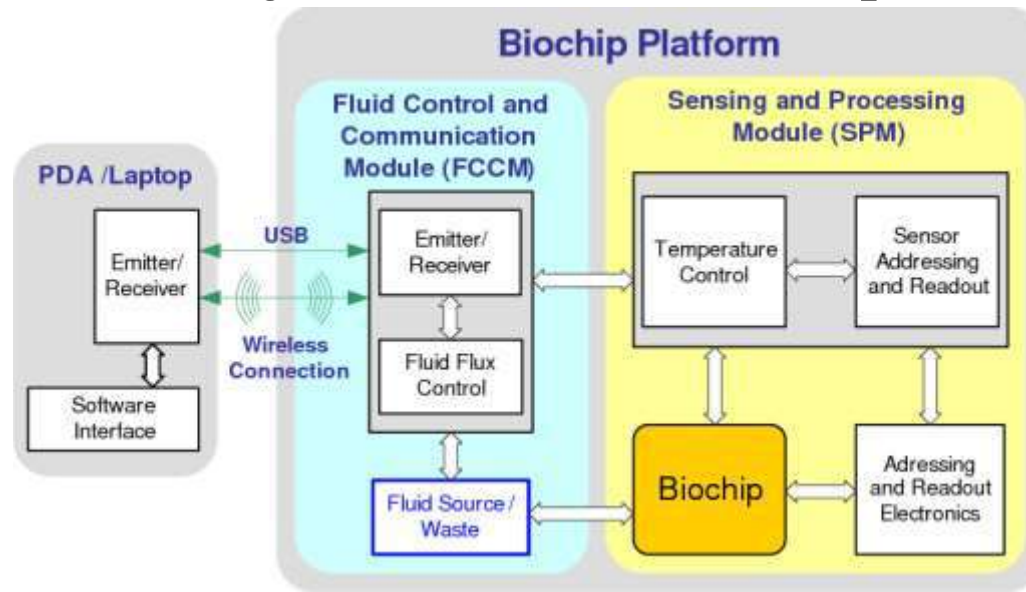 Biochip Platform
Fluid Control and
Communication
Module (FCCM)
Sensing and Processing
Module (SPM)
PDA /Laptop
Emitter/
Receiver
USB
Wireless
Connection
Software
Interface
Emitter/
Receiver
Fluid Flux
Control
Fluid Source /
Waste
Temperature
Control
Sensor
Addressing
and Readout
Biochip
Adressing
and Readout
Electronics